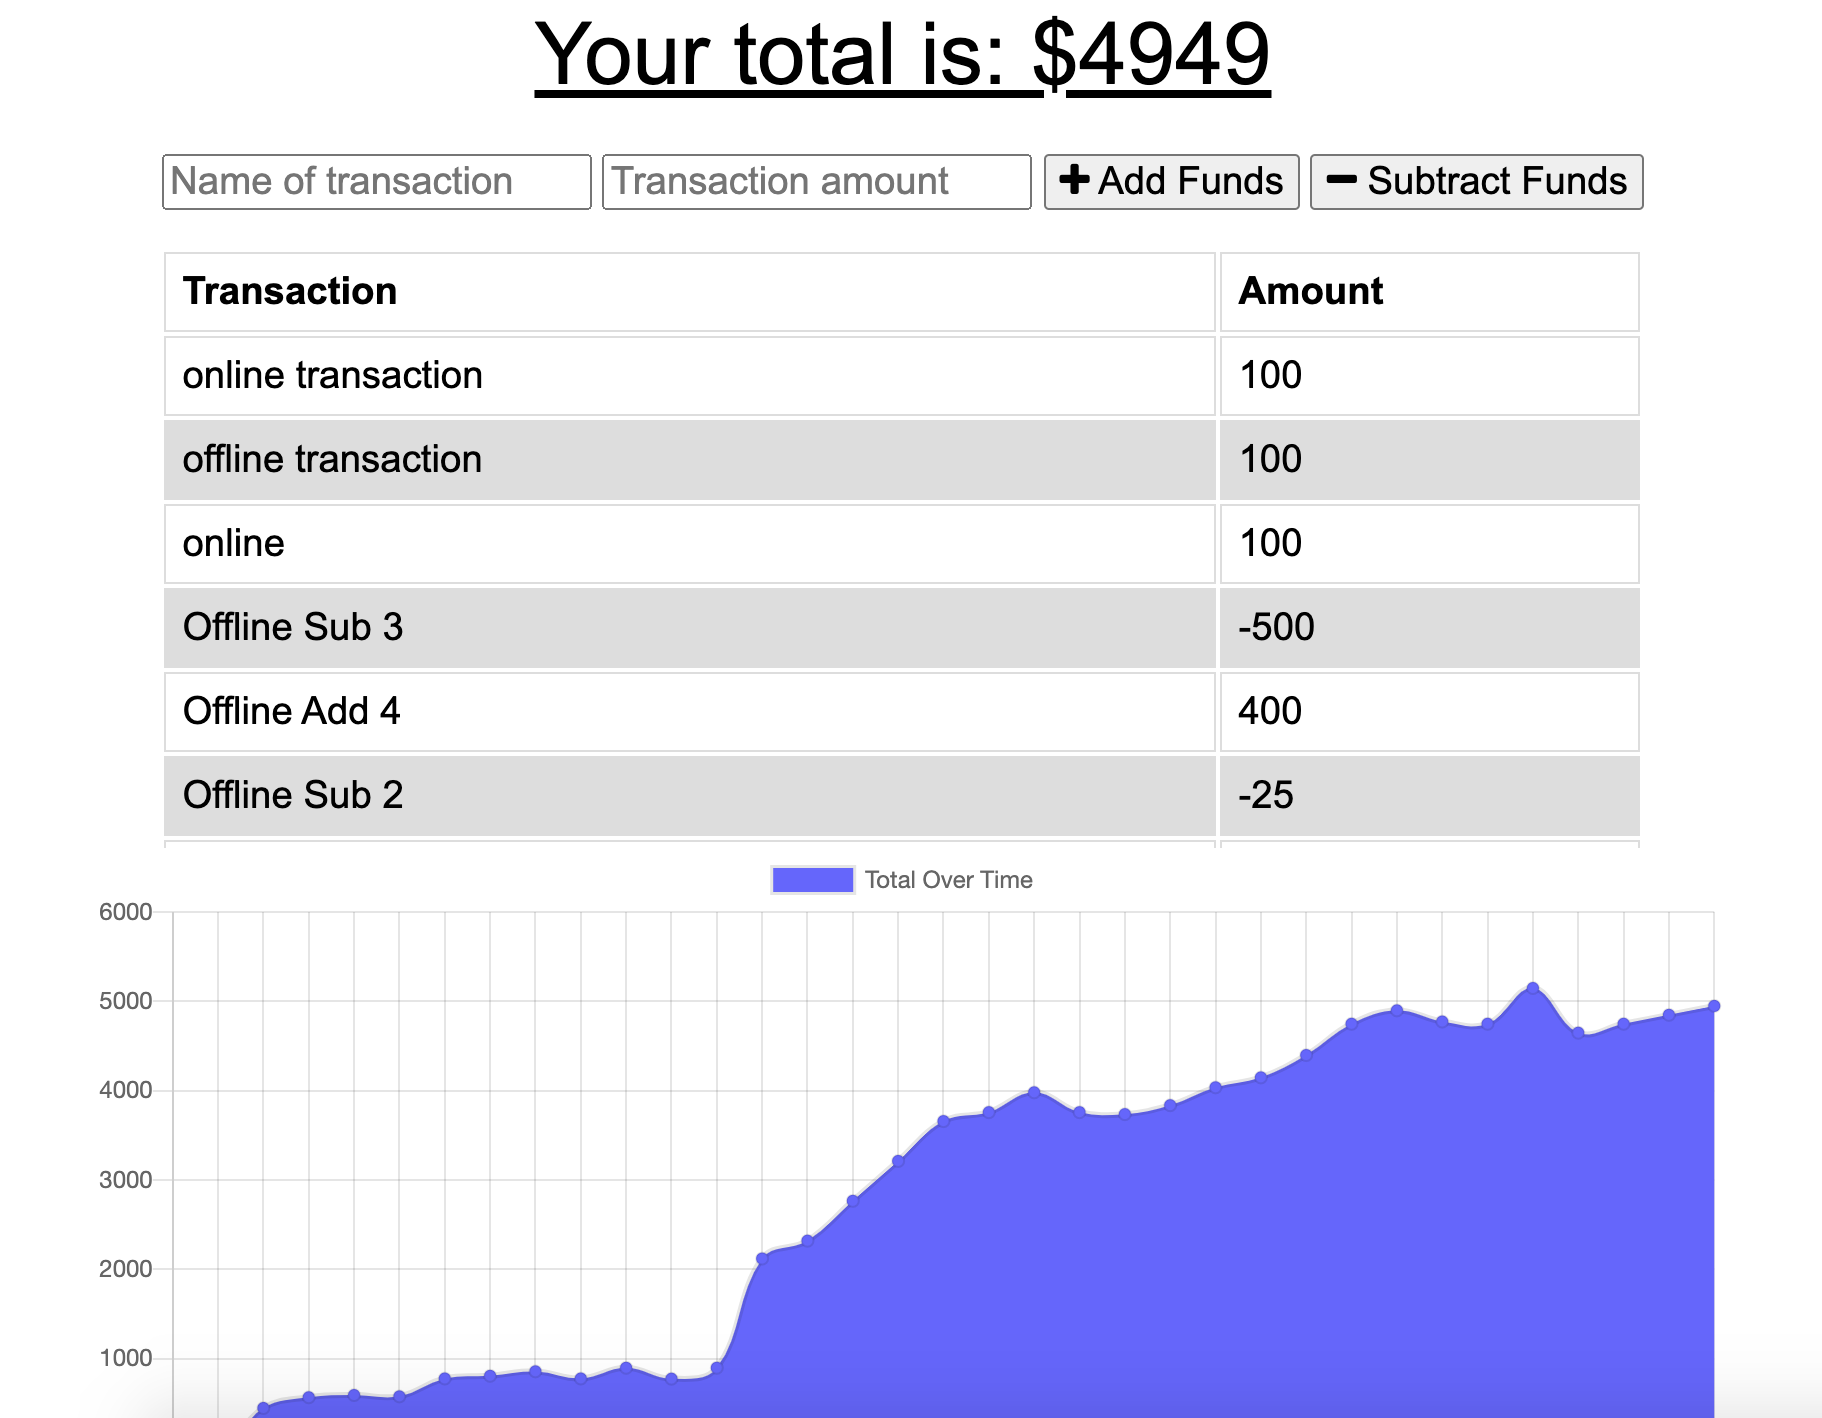 Your total is: $4949
Name of transaction Transaction amount Add Funds Subtract Funds
Transaction Amount
online transaction 100
offline transaction 100
online 100
Offline Sub 3 -500
Offline Add 4 400
Offline Sub 2 -25
Total Over Time
6000
5000
4000
3000
2000
1000